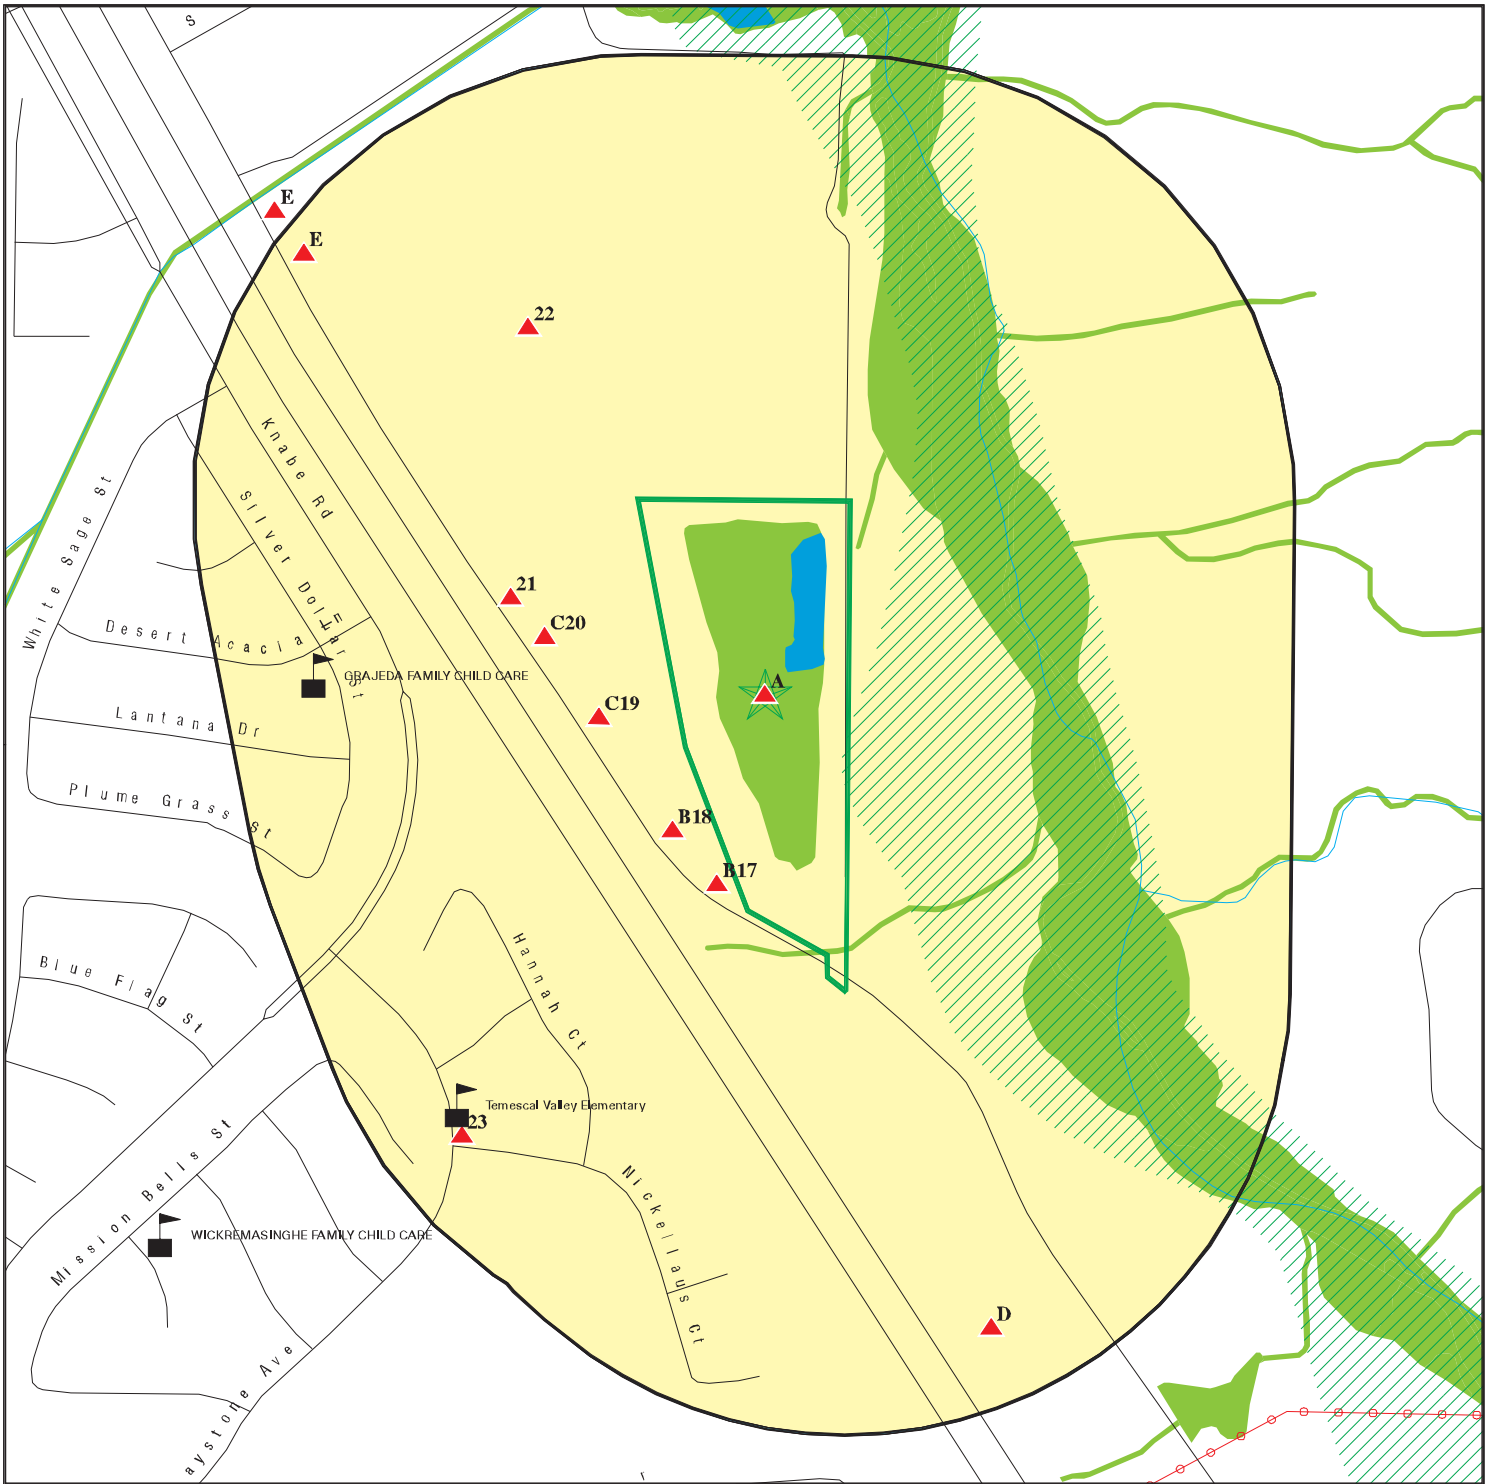 S
E
E
22
Knabe Rd
Silver Dollar St
White Sage St
21
C20
Desert Acacia Ln
GRAJEDA FAMILY CHILD CARE
A
C19
Lantana Dr
Plume Grass St
B18
B17
Hannah Ct
Blue Flag St
Temescal Valley Elementary
23
Mission Bells St
Nickellaus Ct
WICKREMASINGHE FAMILY CHILD CARE
D
aystone Ave
r